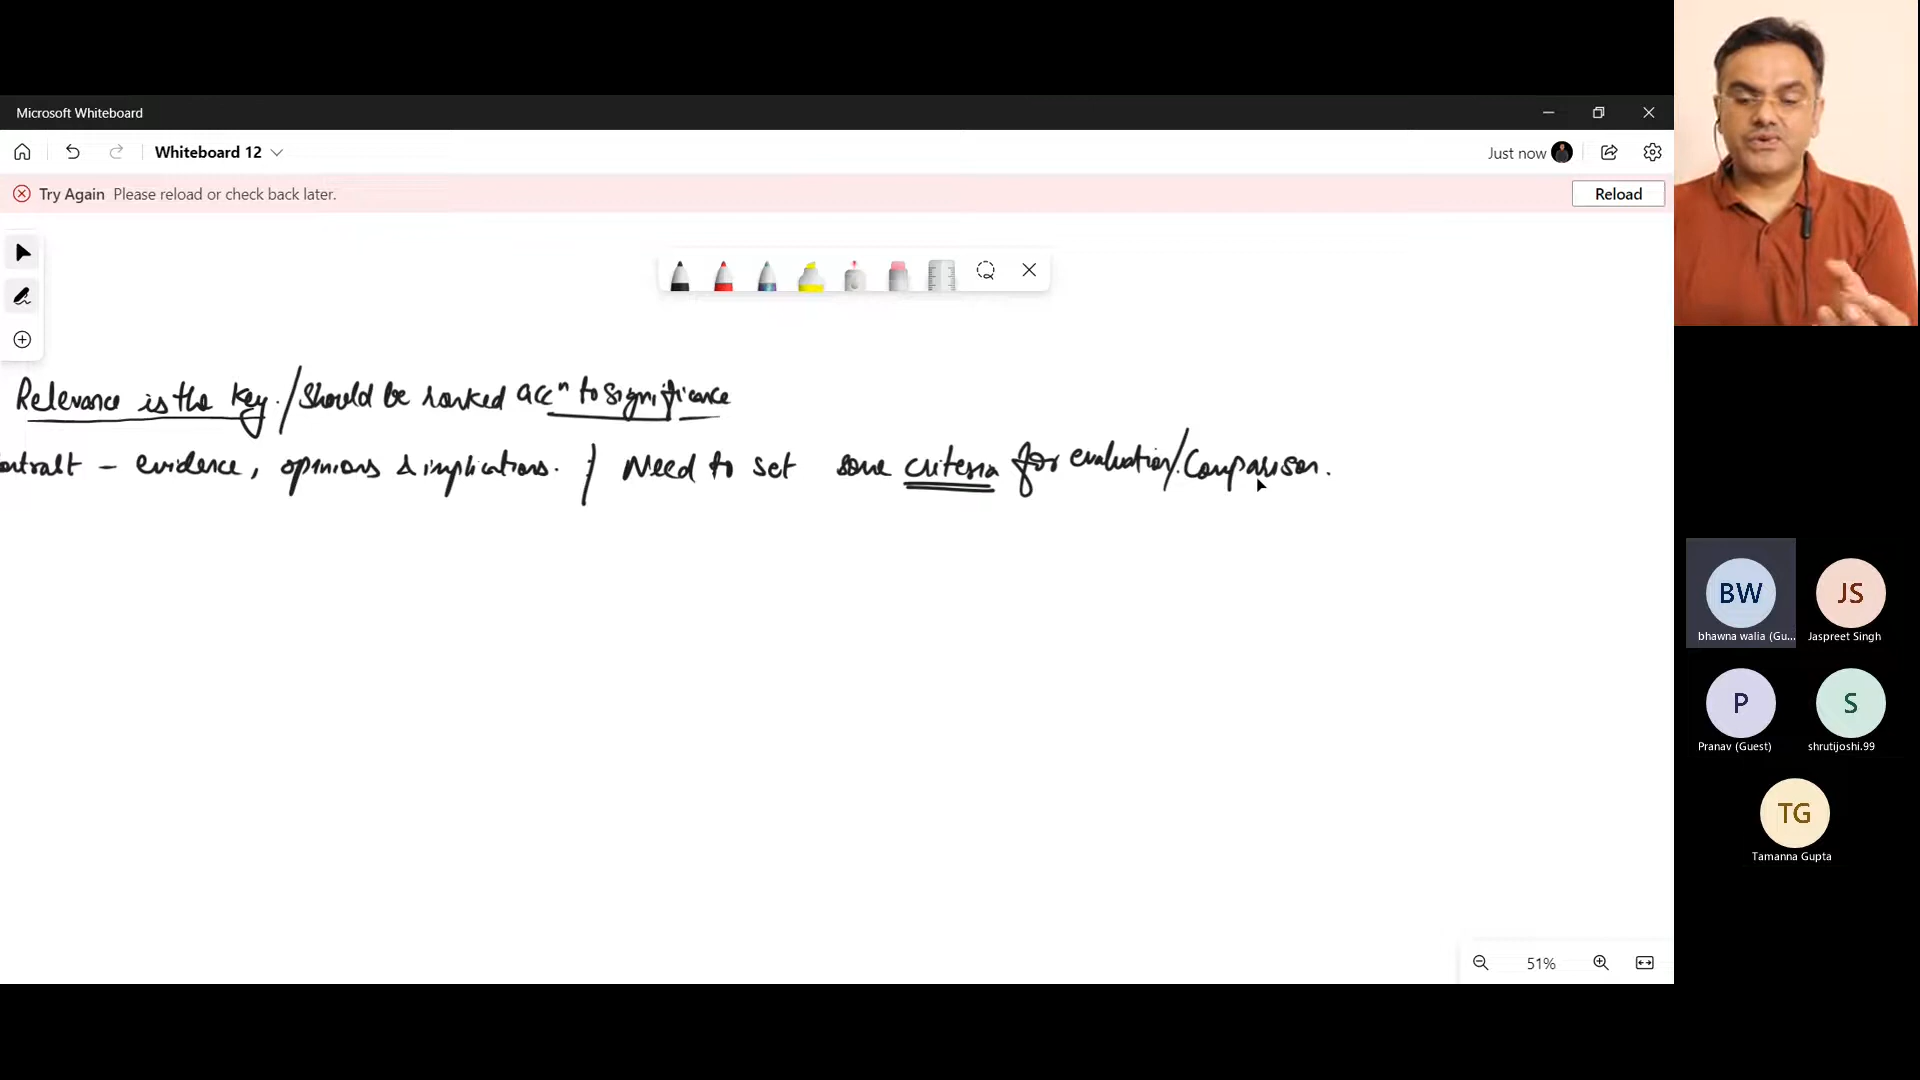 Microsoft Whiteboard
Whiteboard 12
Just now
Try Again Please reload or check back later.
Reload
Relevance is the key. / Should be ranked accn to significance
ontrast - evidence, opinions & implications. / Need to set some criteria for evaluation/Comparison.
BW
bhawna walia (Gu...
JS
Jaspreet Singh
P
Pranav (Guest)
S
shrutijoshi.99
TG
Tamanna Gupta
51%